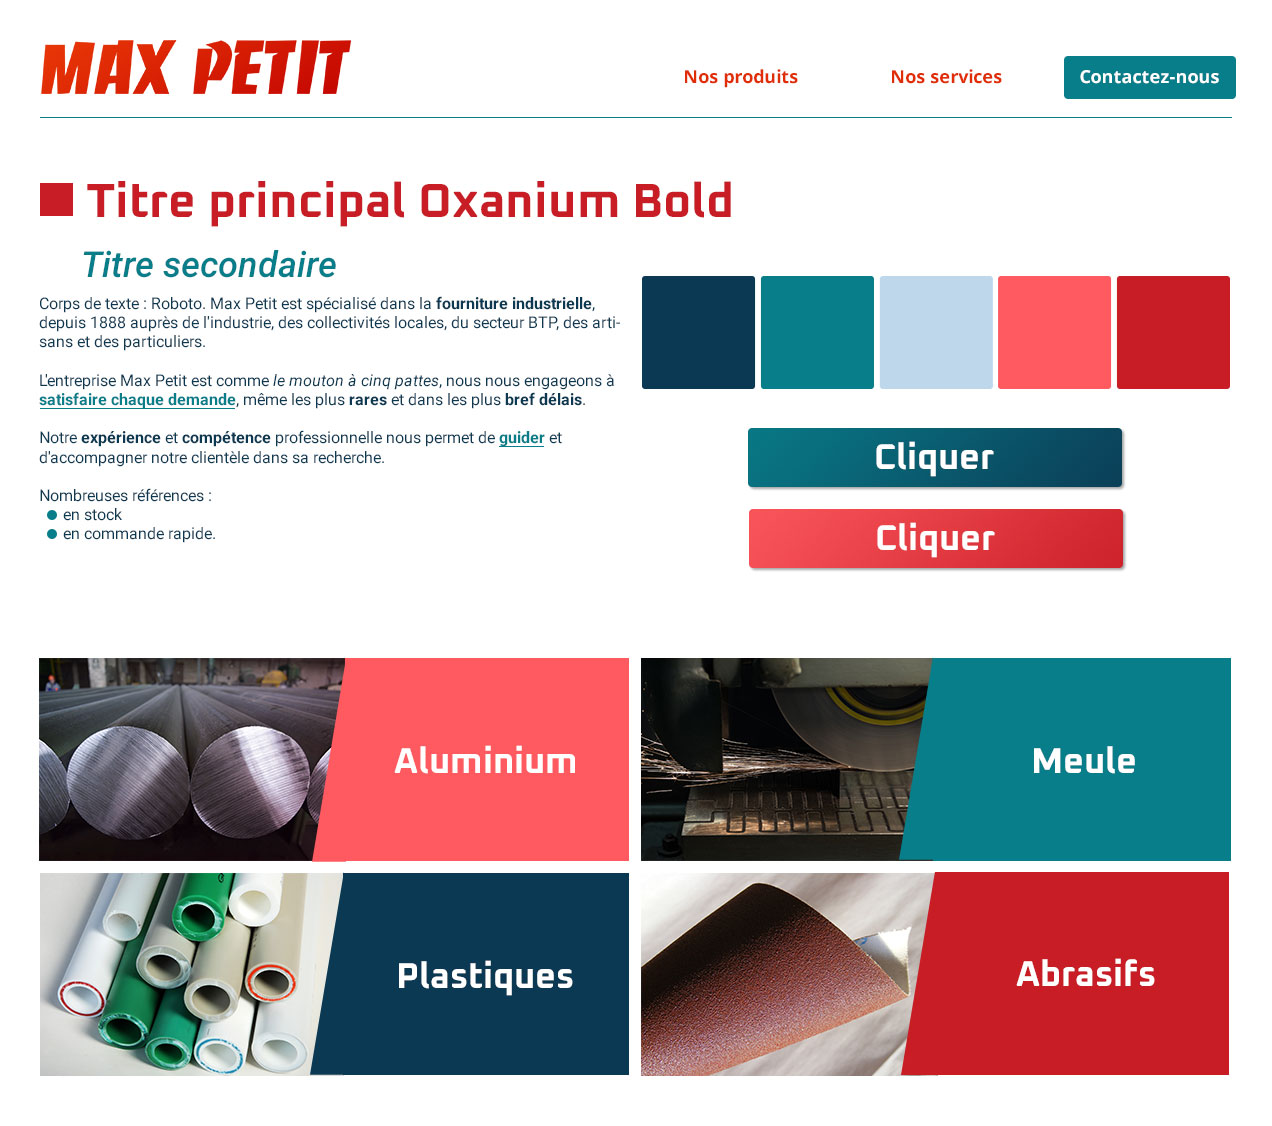 MAX PETIT
Nos produits
Nos services
Contactez-nous
Titre principal Oxanium Bold
Titre secondaire
Corps de texte : Roboto. Max Petit est spécialisé dans la fourniture industrielle,
depuis 1888 auprès de l'industrie, des collectivités locales, du secteur BTP, des arti-
sans et des particuliers.
L'entreprise Max Petit est comme le mouton à cinq pattes, nous nous engageons à
satisfaire chaque demande, même les plus rares et dans les plus bref délais.
Notre expérience et compétence professionnelle nous permet de guider et
d'accompagner notre clientèle dans sa recherche.
Nombreuses références :
en stock
en commande rapide.
Cliquer
Cliquer
Aluminium
Meule
Plastiques
Abrasifs